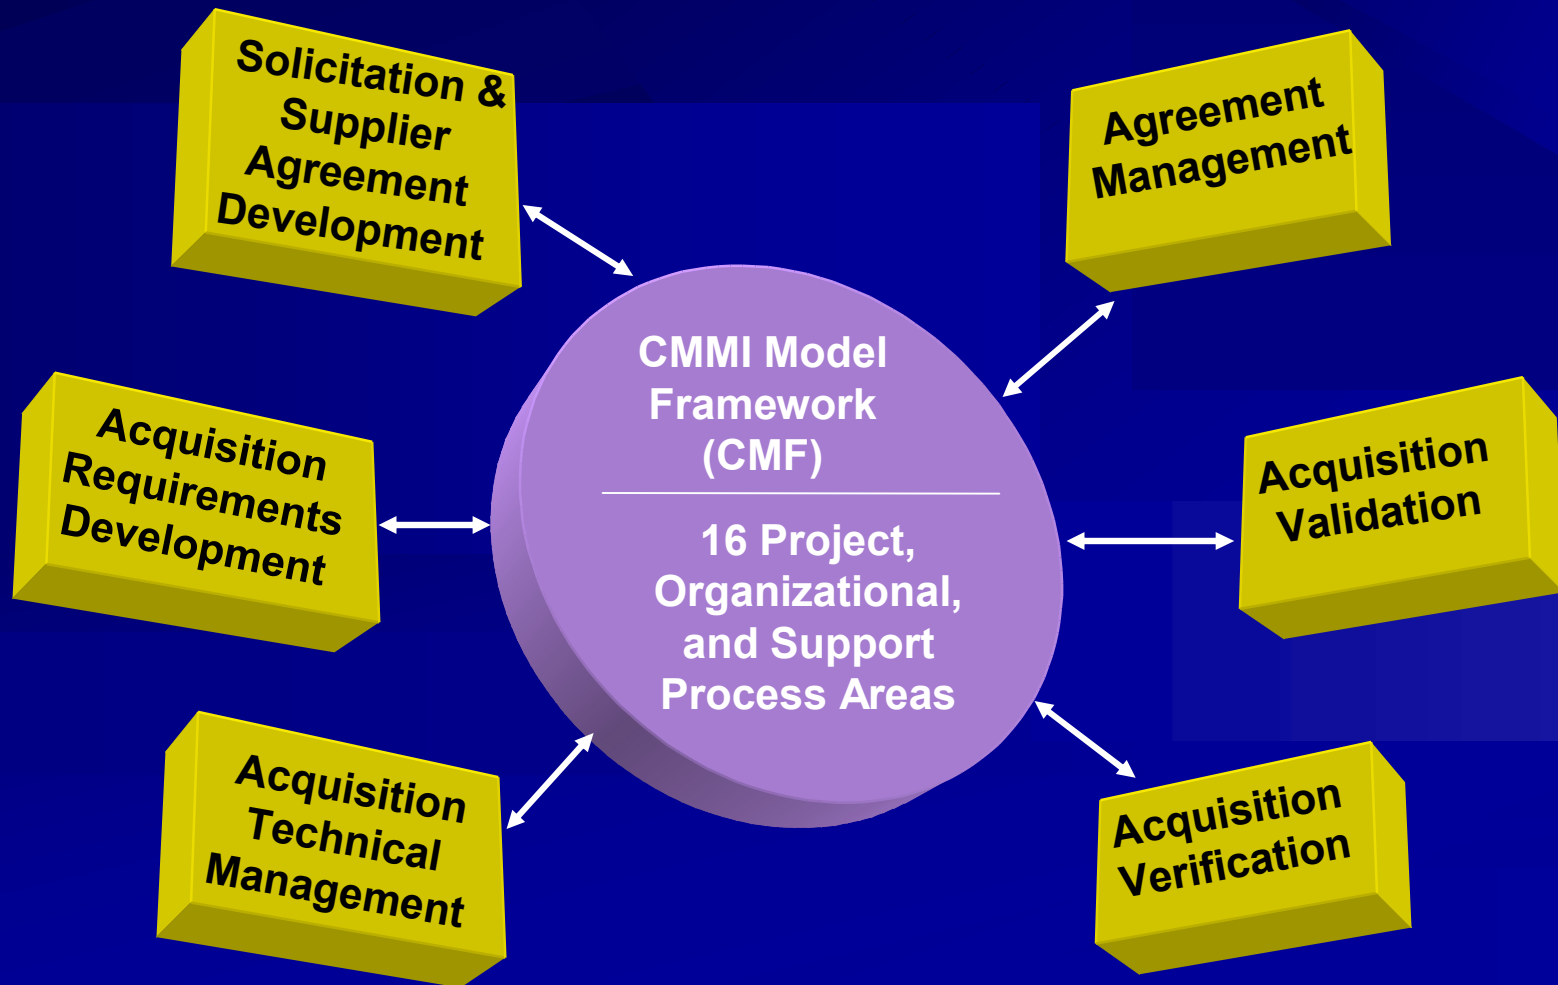 Solicitation &
Supplier
Agreement
Development
Agreement
Management
CMMI Model
Framework
(CMF)
16 Project,
Organizational,
and Support
Process Areas
Acquisition
Requirements
Development
Acquisition
Validation
Acquisition
Technical
Management
Acquisition
Verification